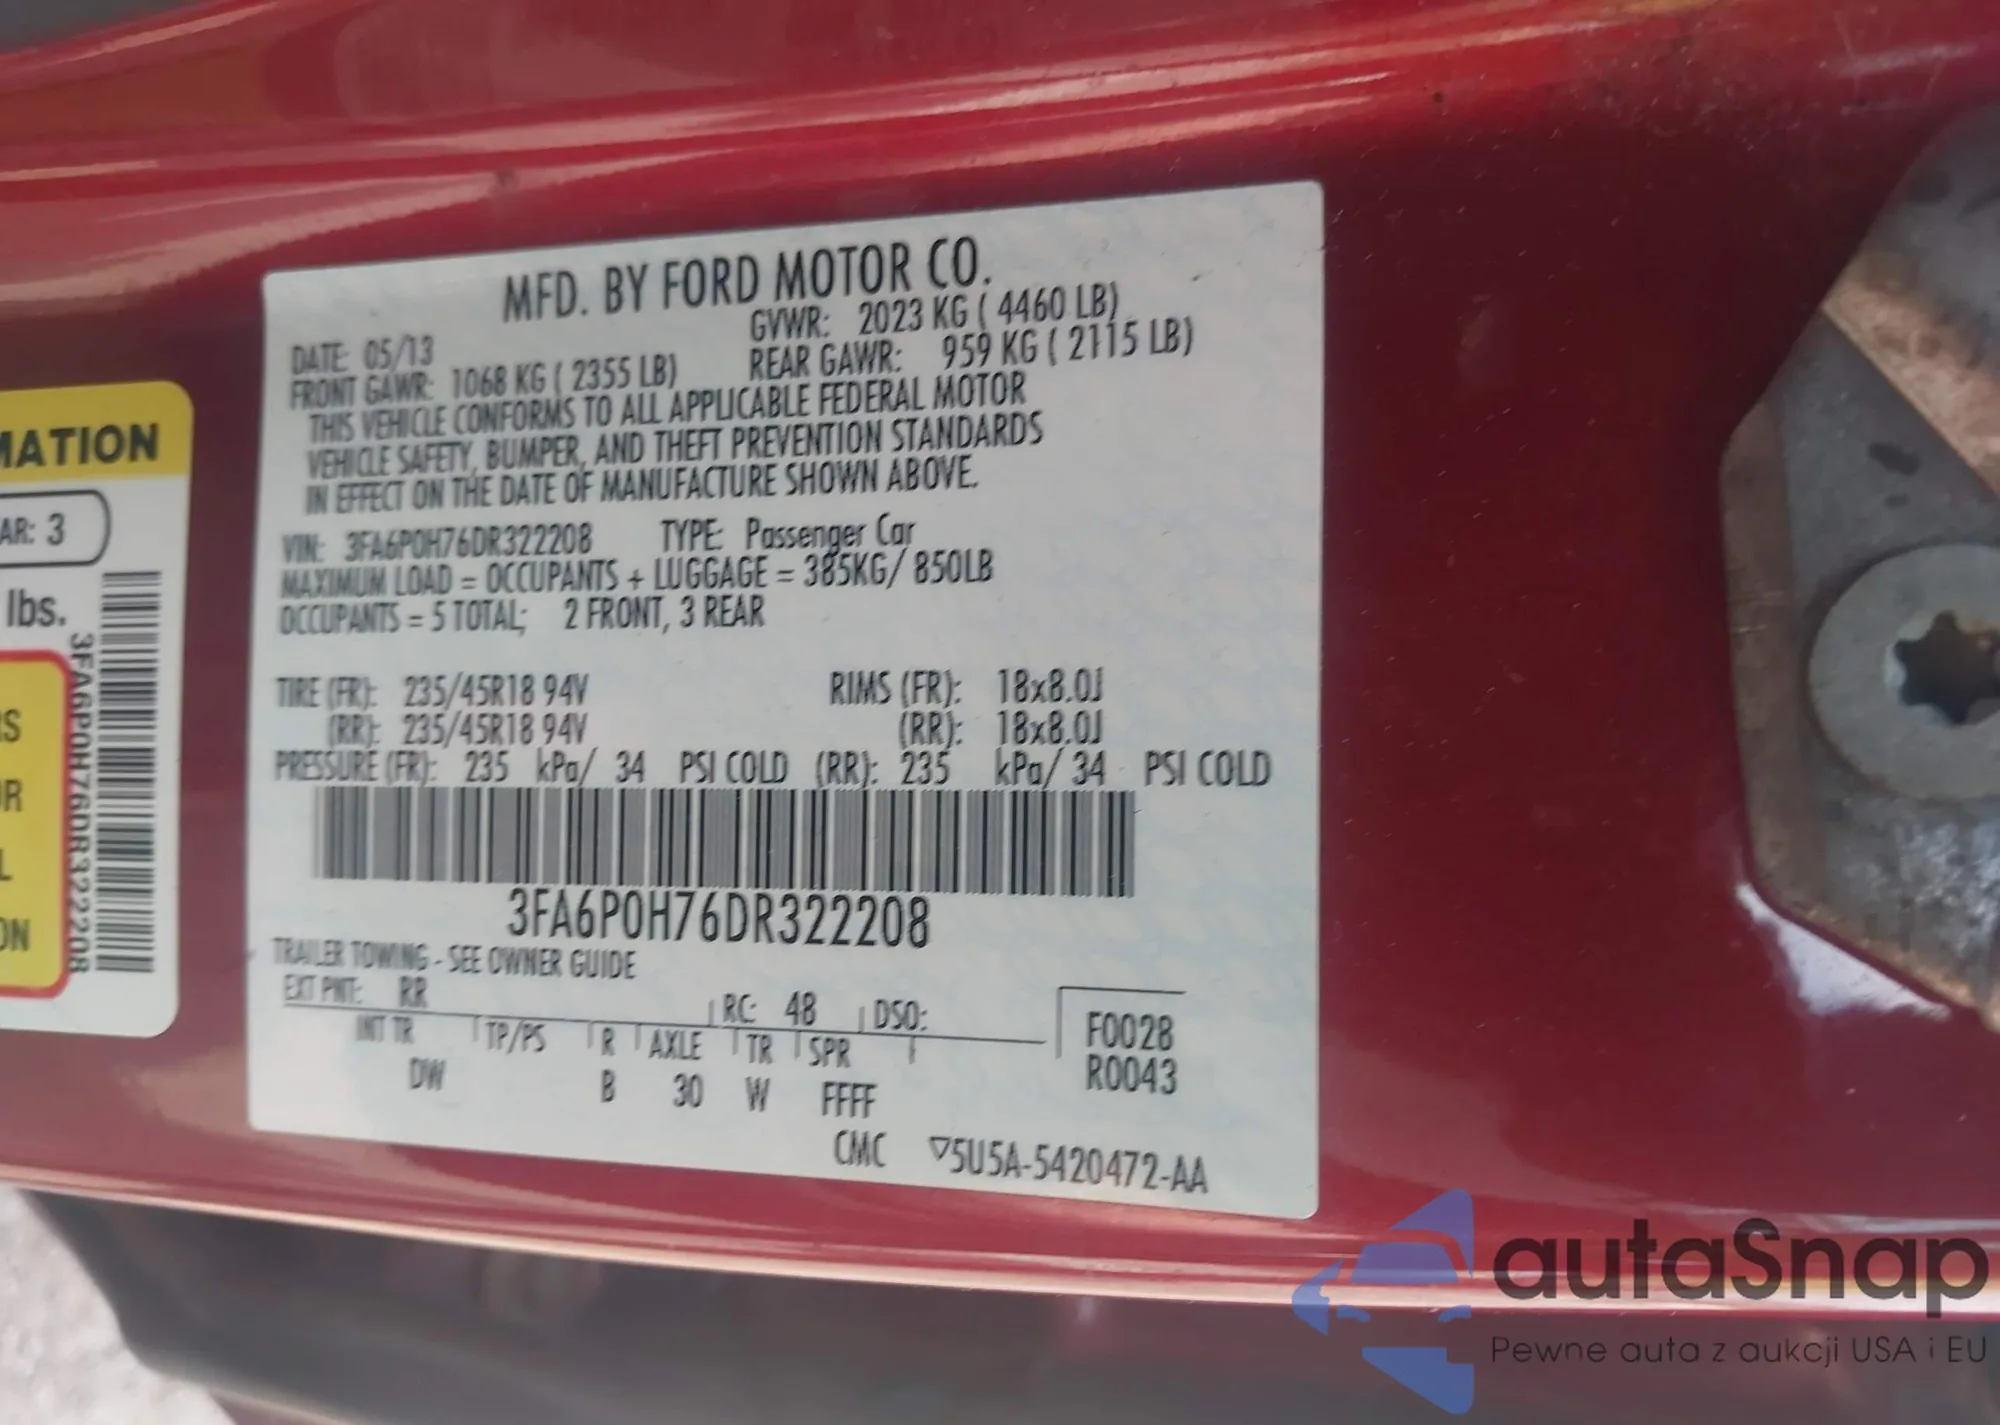 MFD. BY FORD MOTOR CO.
DATE: 05/13 GVWR: 2023 KG ( 4460 LB)
FRONT GAWR: 1068 KG ( 2355 LB) REAR GAWR: 959 KG ( 2115 LB)
THIS VEHICLE CONFORMS TO ALL APPLICABLE FEDERAL MOTOR
VEHICLE SAFETY, BUMPER, AND THEFT PREVENTION STANDARDS
IN EFFECT ON THE DATE OF MANUFACTURE SHOWN ABOVE.
VIN: 3FA6P0H76DR322208 TYPE: Passenger Car
MAXIMUM LOAD = OCCUPANTS + LUGGAGE = 385KG/ 850LB
OCCUPANTS = 5 TOTAL; 2 FRONT, 3 REAR
TIRE (FR): 235/45R18 94V RIMS (FR): 18x8.0J
(RR): 235/45R18 94V (RR): 18x8.0J
PRESSURE (FR): 235 kPa/ 34 PSI COLD (RR): 235 kPa/ 34 PSI COLD
3FA6P0H76DR322208
TRAILER TOWING - SEE OWNER GUIDE
EXT PNT: RR RC: 48 DSO:
INT TR TP/PS R AXLE TR SPR
DW B 30 W FFFF
F0028
R0043
CMC ▽5U5A-5420472-AA
MATION
AR: 3
lbs.
3FA6P0H76DR322208
RS
OR
L
ON
autaSnap
Pewne auta z aukcji USA i EU